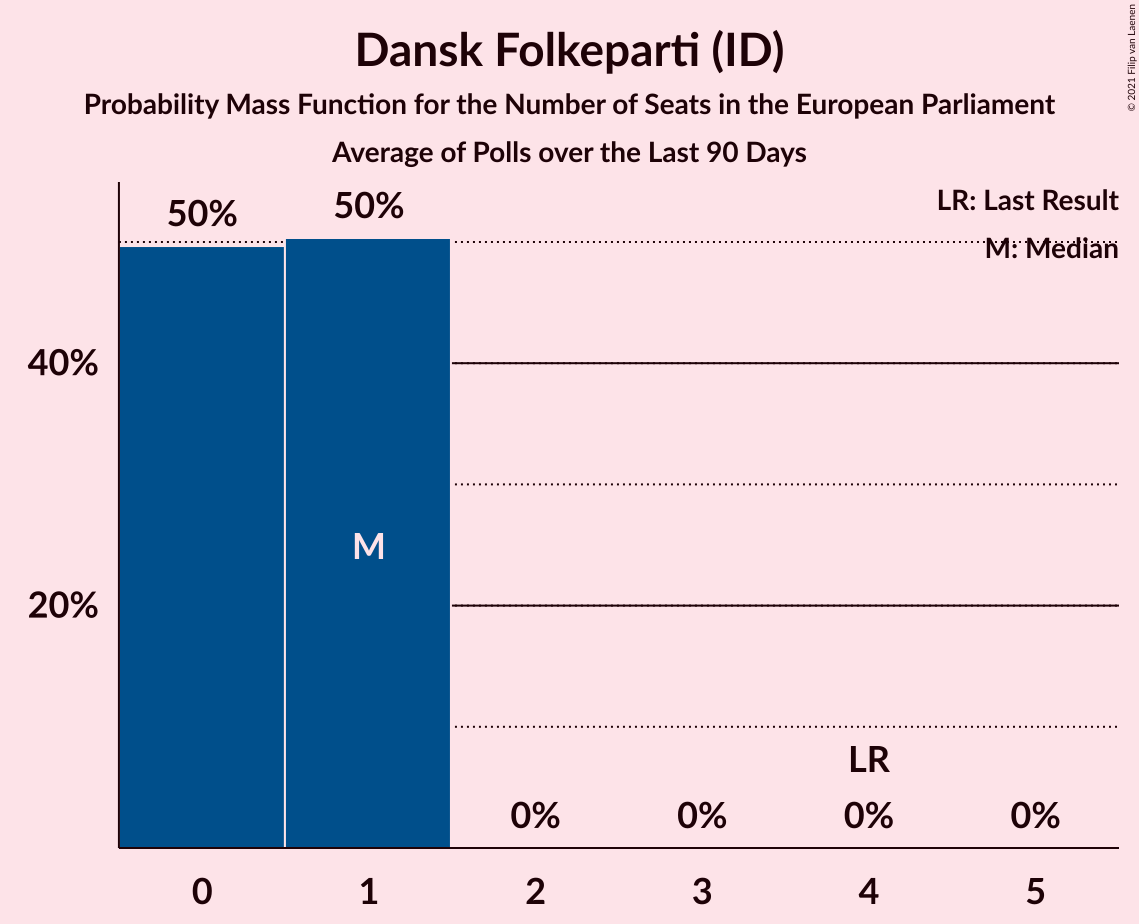 Dansk Folkeparti (ID)
Probability Mass Function for the Number of Seats in the European Parliament
Average of Polls over the Last 90 Days
© 2021 Filip van Laenen
LR: Last Result
M: Median
50%
50%
40%
20%
M
LR
0%
0%
0%
0%
0
1
2
3
4
5